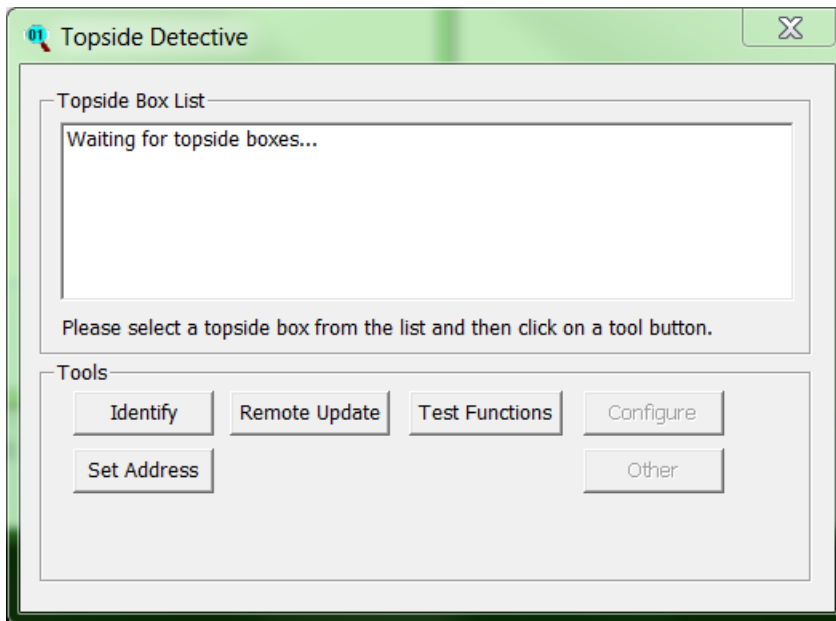 01 Topside Detective
Topside Box List
Waiting for topside boxes...
Please select a topside box from the list and then click on a tool button.
Tools
Identify Remote Update Test Functions Configure
Set Address Other